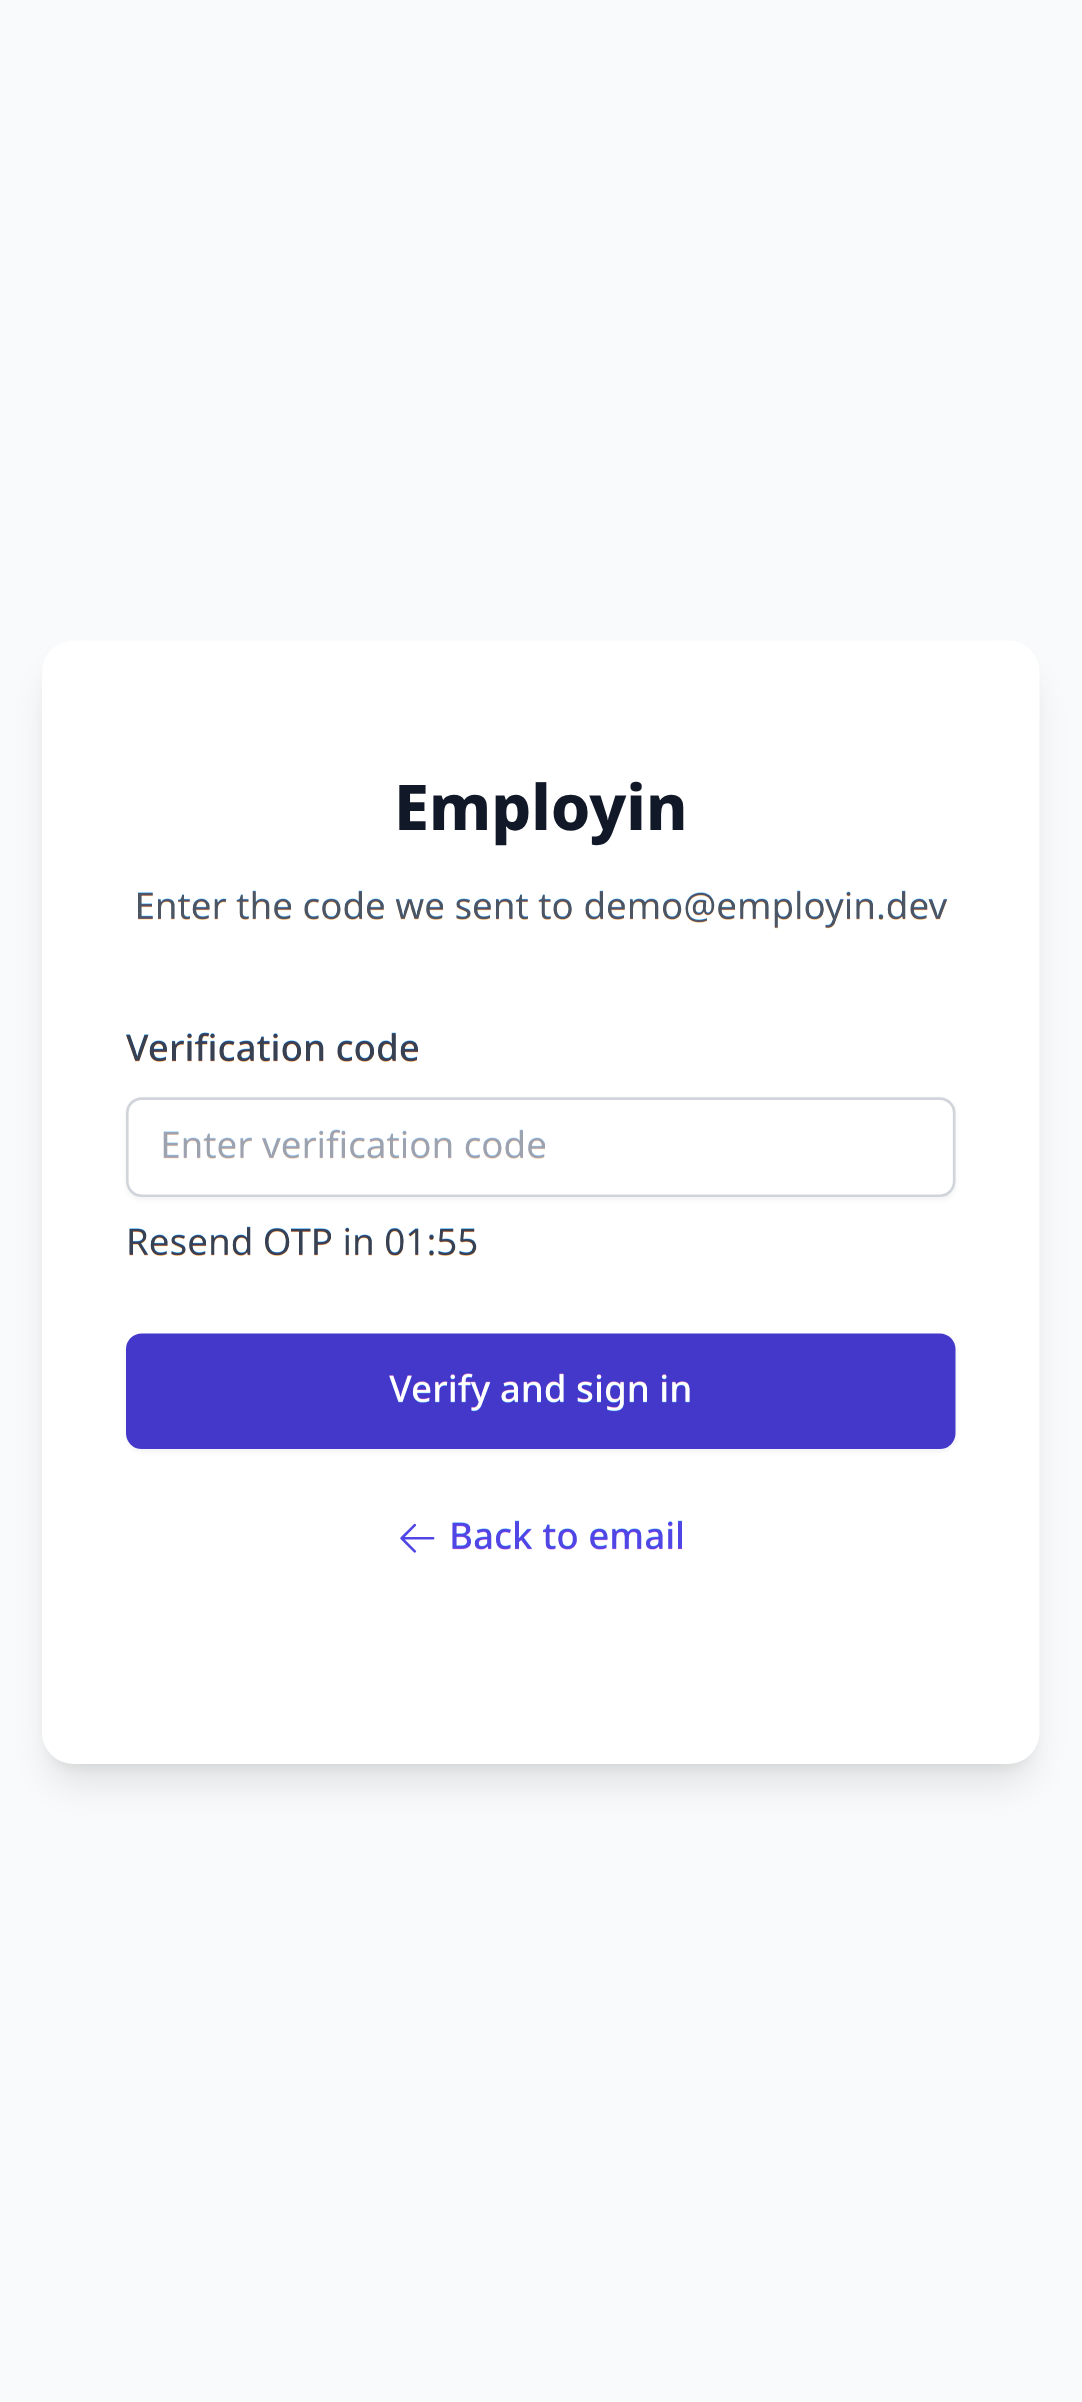 Employin
Enter the code we sent to demo@employin.dev
Verification code
Enter verification code
Resend OTP in 01:55
Verify and sign in
← Back to email